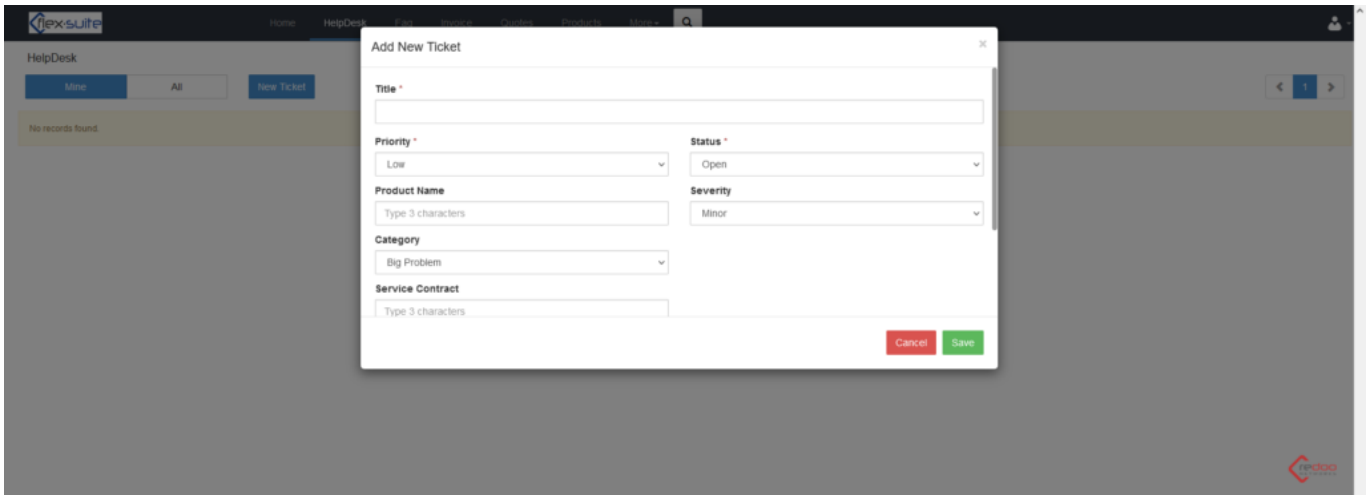 flex-suite Home HelpDesk Faq Invoice Quotes Products More
Add New Ticket ×
HelpDesk
Mine All New Ticket
< 1 >
Title *
No records found.
Priority * Status *
Low Open
Product Name Severity
Type 3 characters Minor
Category
Big Problem
Service Contract
Type 3 characters
Cancel Save
redoo
NETWORKS